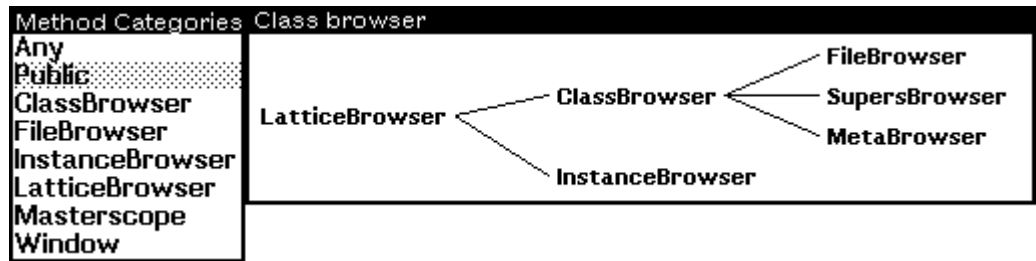 Method Categories
Any
Public
ClassBrowser
FileBrowser
InstanceBrowser
LatticeBrowser
Masterscope
Window
Class browser
LatticeBrowser
ClassBrowser
InstanceBrowser
FileBrowser
SupersBrowser
MetaBrowser